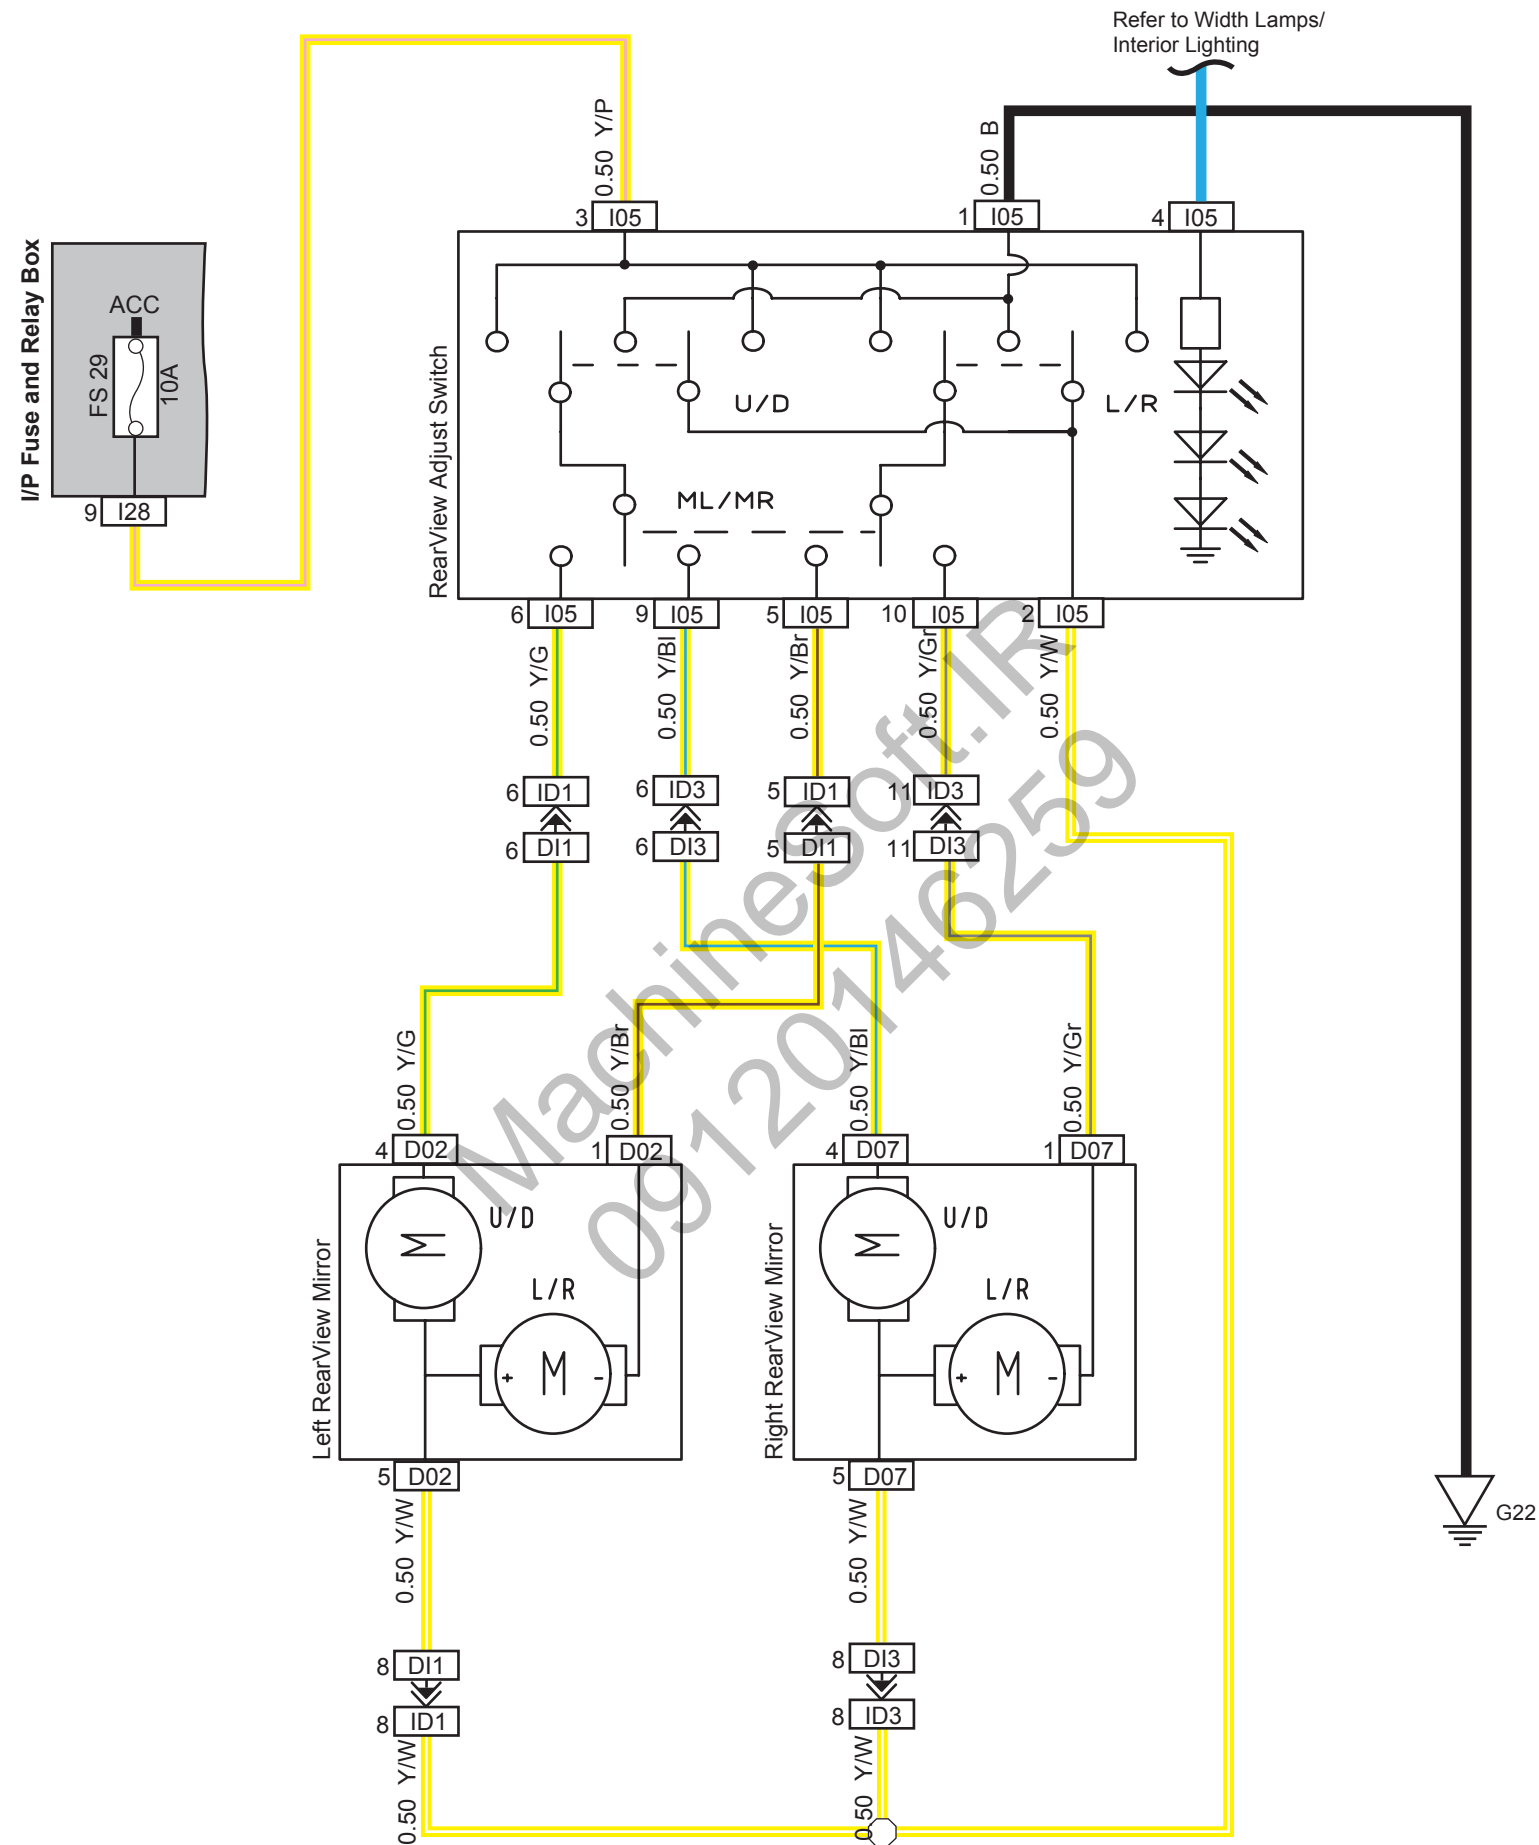 Refer to Width Lamps/
Interior Lighting
0.50 Y/P
0.50 B
3 I05
1 I05
4 I05
I/P Fuse and Relay Box
ACC
FS 29
10A
9 I28
RearView Adjust Switch
U/D
L/R
ML/MR
6 I05
9 I05
5 I05
10 I05
2 I05
0.50 Y/G
0.50 Y/Bl
0.50 Y/Br
0.50 Y/Gr
0.50 Y/W
6 ID1
6 ID3
5 ID1
11 ID3
6 DI1
6 DI3
5 DI1
11 DI3
MachineSoft.IR
09120146259
0.50 Y/G
0.50 Y/Br
0.50 Y/Bl
0.50 Y/Gr
4 D02
1 D02
4 D07
1 D07
Left RearView Mirror
M
U/D
L/R
+ M -
Right RearView Mirror
M
U/D
L/R
+ M -
5 D02
5 D07
G22
0.50 Y/W
0.50 Y/W
8 DI1
8 DI3
8 ID1
8 ID3
0.50 Y/W
0.50 Y/W